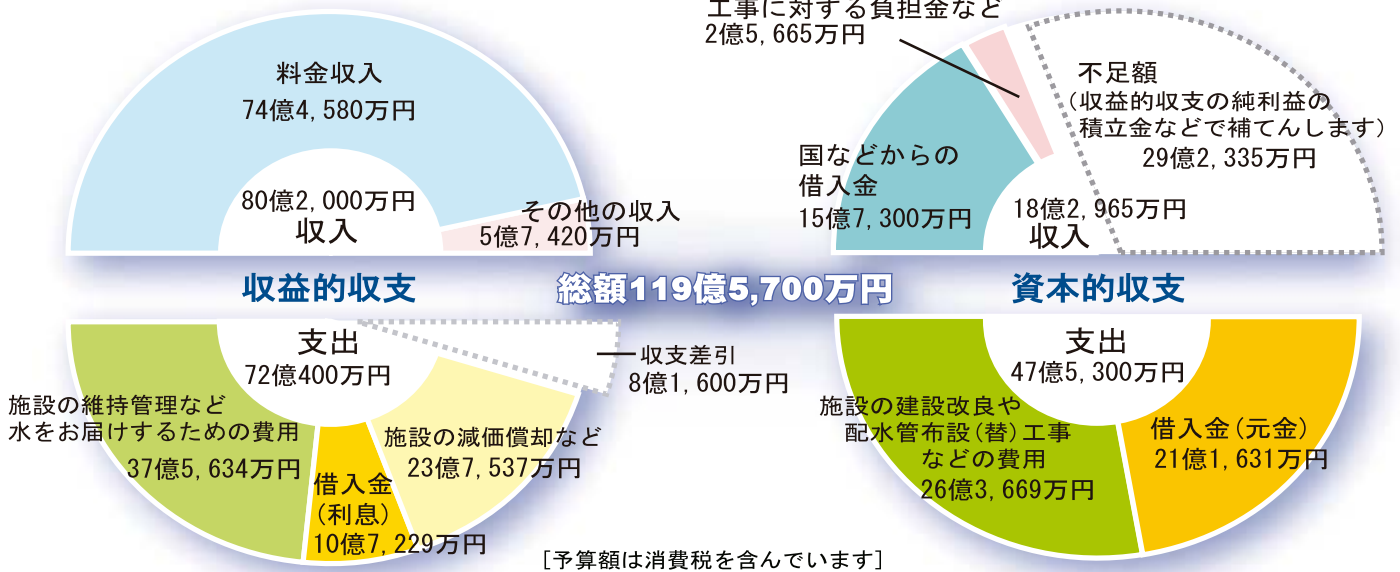 料金収入
74億4,580万円
80億2,000万円
収入
その他の収入
5億7,420万円
工事に対する負担金など
2億5,665万円
不足額
(収益的収支の純利益の
積立金などで補てんします)
29億2,335万円
国などからの
借入金
15億7,300万円
18億2,965万円
収入
収益的収支
総額119億5,700万円
資本的収支
支出
72億400万円
収支差引
8億1,600万円
施設の維持管理など
水をお届けするための費用
37億5,634万円
借入金
(利息)
10億7,229万円
施設の減価償却など
23億7,537万円
支出
47億5,300万円
施設の建設改良や
配水管布設(替)工事
などの費用
26億3,669万円
借入金(元金)
21億1,631万円
[予算額は消費税を含んでいます]